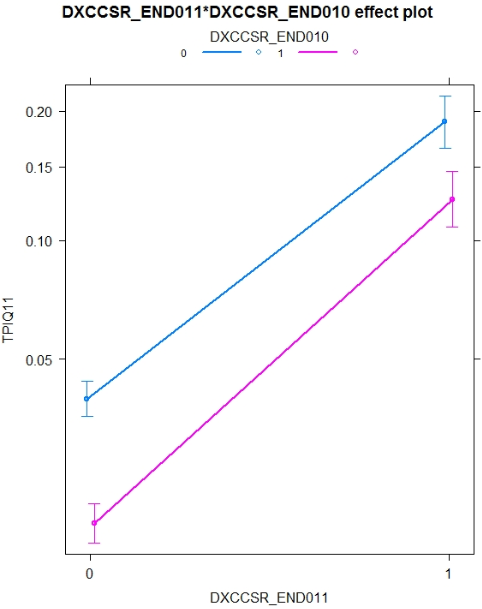 DXCCSR_END011*DXCCSR_END010 effect plot
DXCCSR_END010
0 1
0.20
0.15
0.10
0.05
TPIQ11
0 1
DXCCSR_END011